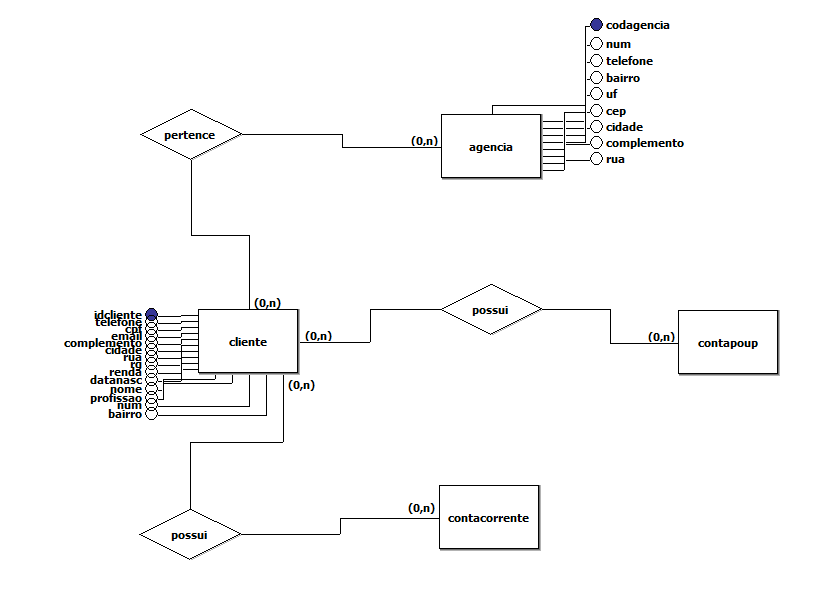 codagencia
num
telefone
bairro
uf
cep
cidade
complemento
rua
pertence
(0,n)
agencia
(0,n)
possui
idcliente
telefone
cpf
email
complemento
cidade
rua
rg
renda
datanasc
nome
profissao
num
bairro
cliente
(0,n)
(0,n)
contapoup
(0,n)
contacorrente
(0,n)
possui